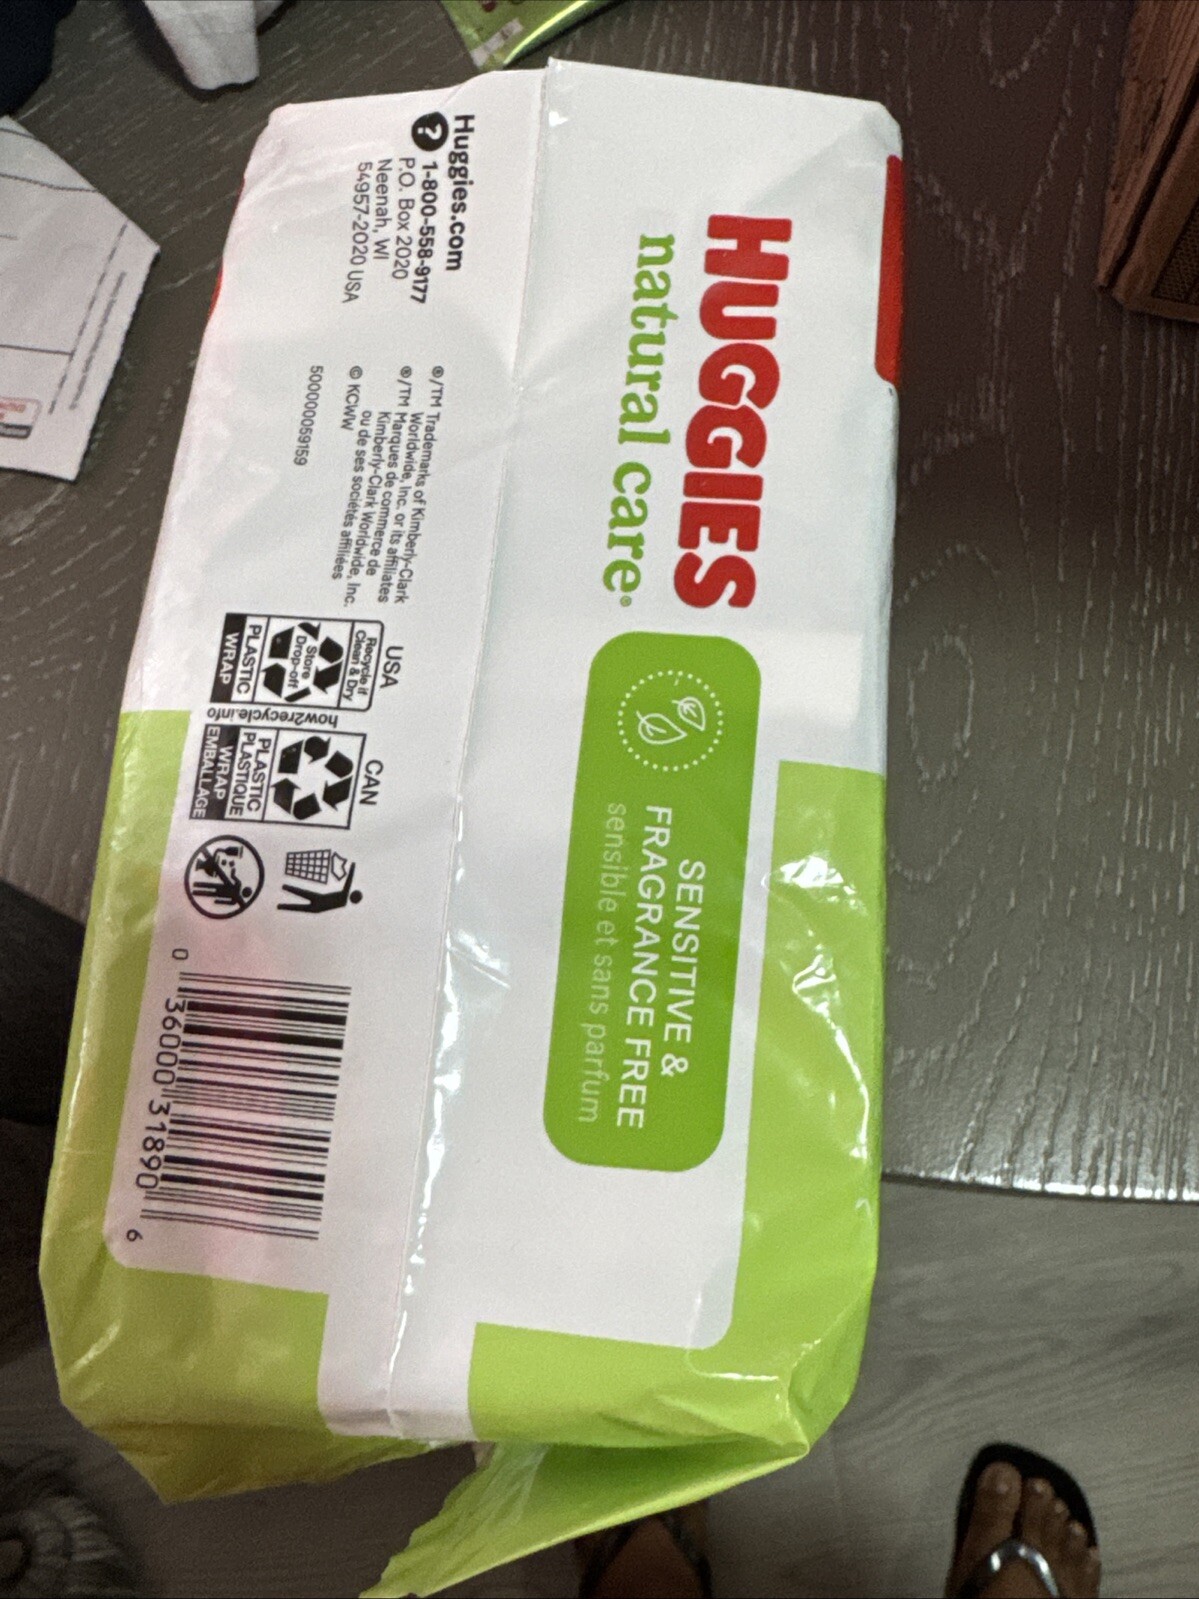 HUGGIES
natural care®
SENSITIVE &
FRAGRANCE FREE
sensible et sans parfum
Huggies.com
? 1-800-558-9177
P.O. Box 2020
Neenah, WI
54957-2020 USA
®/TM Trademarks of Kimberly-Clark
Worldwide, Inc. or its affiliates
®/TM Marques de commerce de
Kimberly-Clark Worldwide, Inc.
ou de ses sociétés affiliées
© KCWW
500000059159
USA
Recycle if
Clean & Dry
Store
Drop-off
PLASTIC
WRAP
how2recycle.info
CAN
PLASTIC
PLASTIQUE
WRAP
EMBALLAGE
0 36000 31890 6